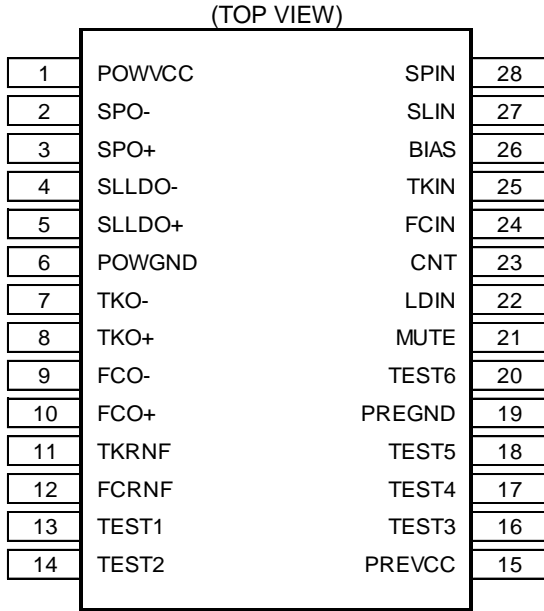 (TOP VIEW)
1 POWVCC SPIN 28
2 SPO- SLIN 27
3 SPO+ BIAS 26
4 SLLDO- TKIN 25
5 SLLDO+ FCIN 24
6 POWGND CNT 23
7 TKO- LDIN 22
8 TKO+ MUTE 21
9 FCO- TEST6 20
10 FCO+ PREGND 19
11 TKRNF TEST5 18
12 FCRNF TEST4 17
13 TEST1 TEST3 16
14 TEST2 PREVCC 15